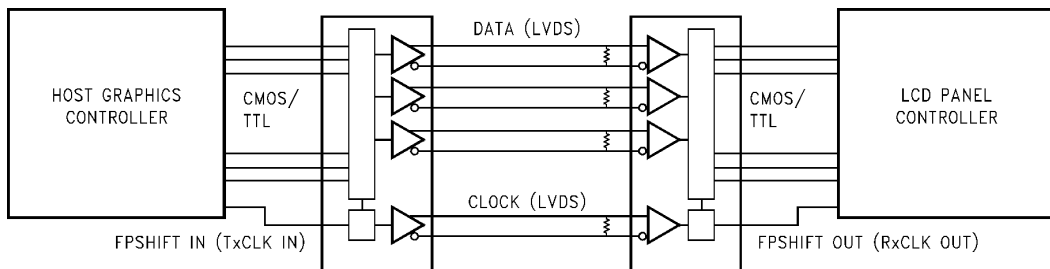 DATA (LVDS)
HOST GRAPHICS
CONTROLLER
CMOS/
TTL
CMOS/
TTL
LCD PANEL
CONTROLLER
CLOCK (LVDS)
FPSHIFT IN (TxCLK IN)
FPSHIFT OUT (RxCLK OUT)